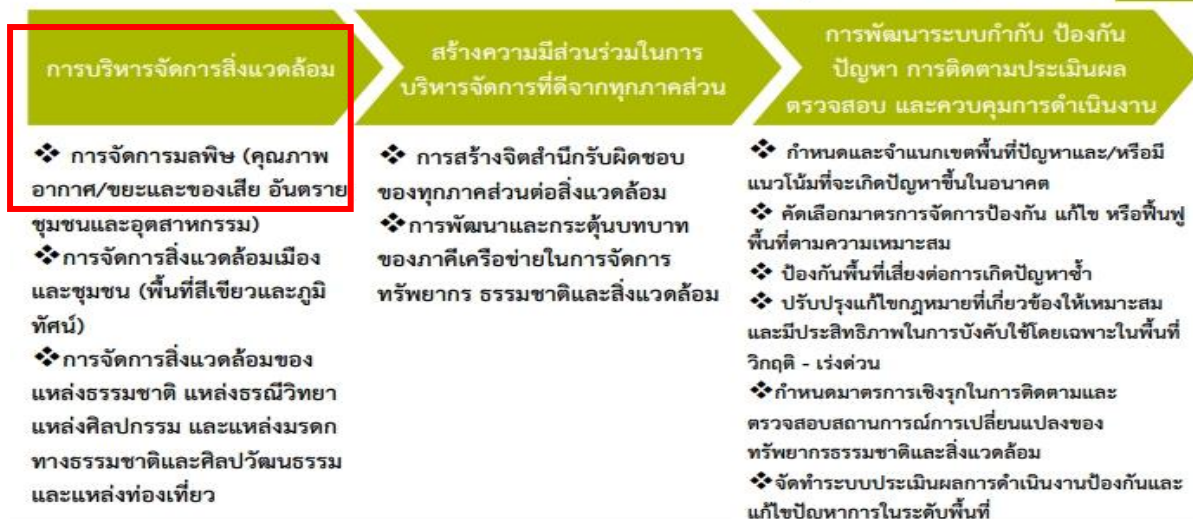 การบริหารจัดการสิ่งแวดล้อม
❖ การจัดการมลพิษ (คุณภาพ
อากาศ/ขยะและของเสีย อันตราย
ชุมชนและอุตสาหกรรม)
❖การจัดการสิ่งแวดล้อมเมือง
และชุมชน (พื้นที่สีเขียวและภูมิ
ทัศน์)
❖การจัดการสิ่งแวดล้อมของ
แหล่งธรรมชาติ แหล่งธรณีวิทยา
แหล่งศิลปกรรม และแหล่งมรดก
ทางธรรมชาติและศิลปวัฒนธรรม
และแหล่งท่องเที่ยว
สร้างความมีส่วนร่วมในการ
บริหารจัดการที่ดีจากทุกภาคส่วน
❖ การสร้างจิตสำนึกรับผิดชอบ
ของทุกภาคส่วนต่อสิ่งแวดล้อม
❖การพัฒนาและกระตุ้นบทบาท
ของภาคีเครือข่ายในการจัดการ
ทรัพยากร ธรรมชาติและสิ่งแวดล้อม
การพัฒนาระบบกำกับ ป้องกัน
ปัญหา การติดตามประเมินผล
ตรวจสอบ และควบคุมการดำเนินงาน
❖ กำหนดและจำแนกเขตพื้นที่ปัญหาและ/หรือมี
แนวโน้มที่จะเกิดปัญหาขึ้นในอนาคต
❖ คัดเลือกมาตรการจัดการป้องกัน แก้ไข หรือฟื้นฟู
พื้นที่ตามความเหมาะสม
❖ ป้องกันพื้นที่เสี่ยงต่อการเกิดปัญหาซ้ำ
❖ ปรับปรุงแก้ไขกฎหมายที่เกี่ยวข้องให้เหมาะสม
และมีประสิทธิภาพในการบังคับใช้โดยเฉพาะในพื้นที่
วิกฤติ - เร่งด่วน
❖กำหนดมาตรการเชิงรุกในการติดตามและ
ตรวจสอบสถานการณ์การเปลี่ยนแปลงของ
ทรัพยากรธรรมชาติและสิ่งแวดล้อม
❖จัดทำระบบประเมินผลการดำเนินงานป้องกันและ
แก้ไขปัญหาการในระดับพื้นที่